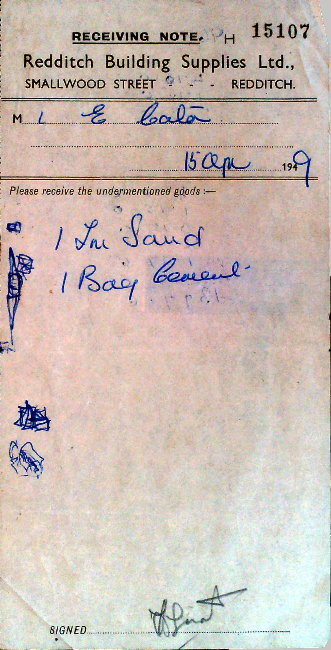 RECEIVING NOTE. H 15107
Redditch Building Supplies Ltd.,
SMALLWOOD STREET - - REDDITCH.
M E
15 Apr 1949
Please receive the undermentioned goods :—
1 Ton Sand
1 Bag Cement
SIGNED